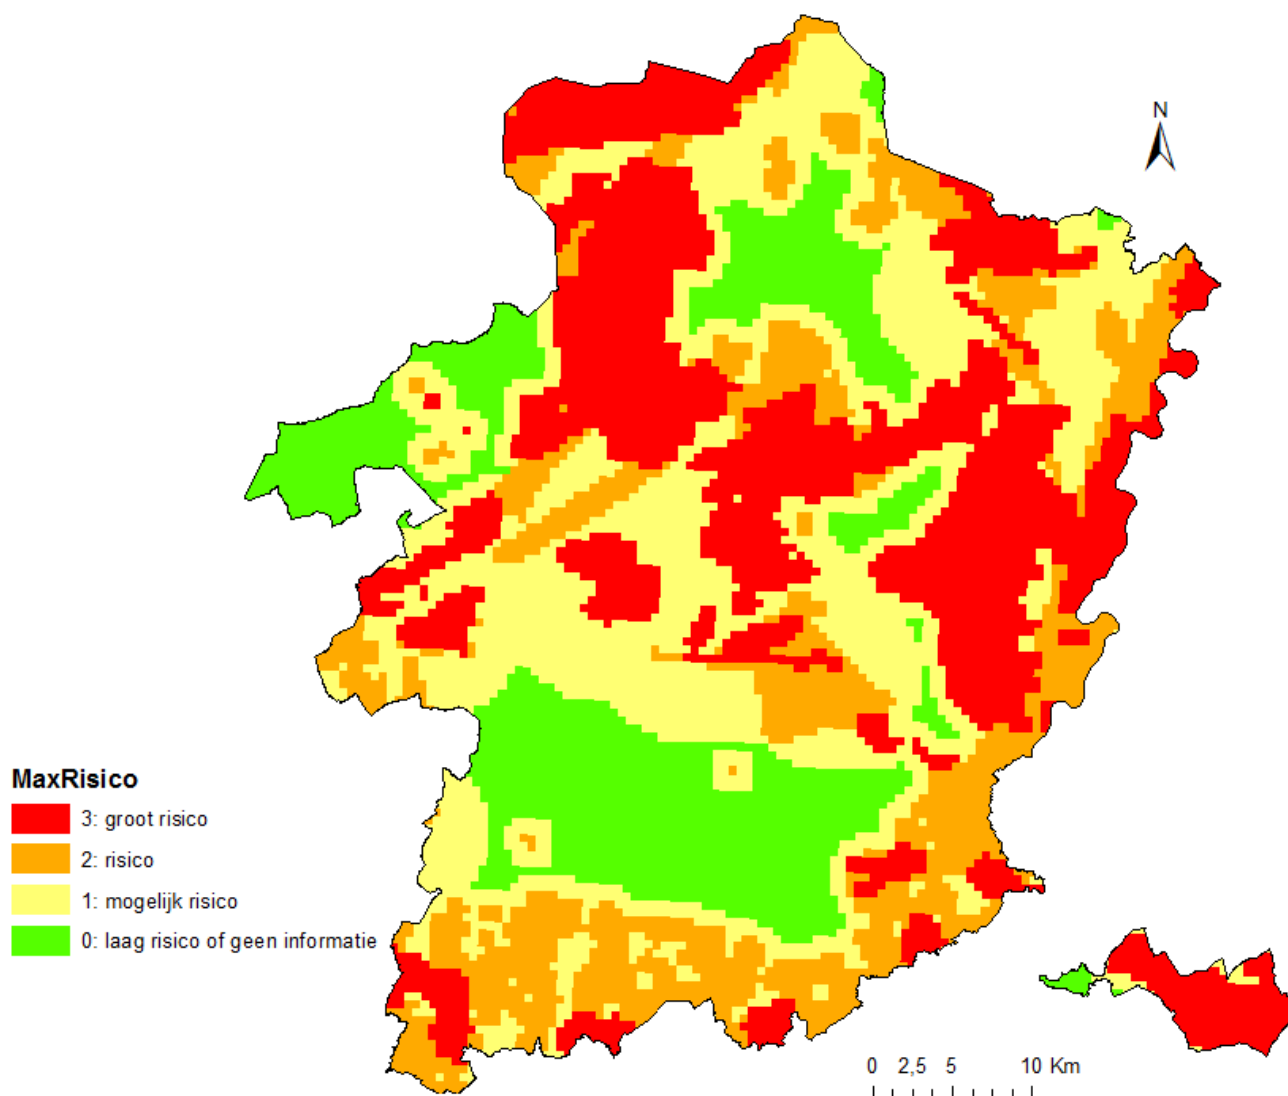 N
MaxRisico
3: groot risico
2: risico
1: mogelijk risico
0: laag risico of geen informatie
0 2,5 5 10 Km